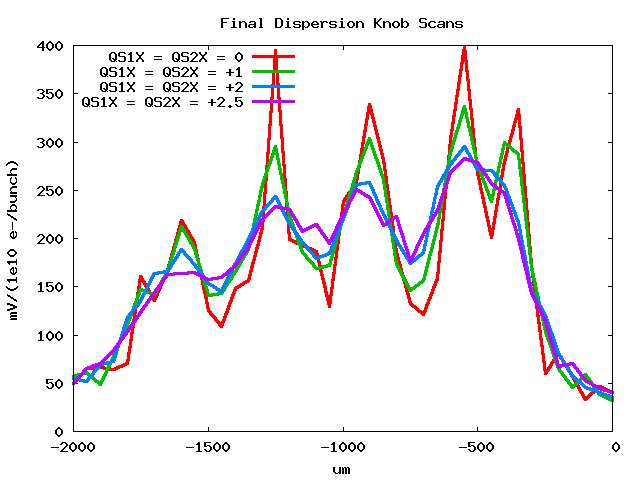 Final Dispersion Knob Scans
QS1X = QS2X = 0
QS1X = QS2X = +1
QS1X = QS2X = +2
QS1X = QS2X = +2.5
400
350
300
250
200
150
100
50
0
mV/(1e10 e-/bunch)
-2000 -1500 -1000 -500 0
um